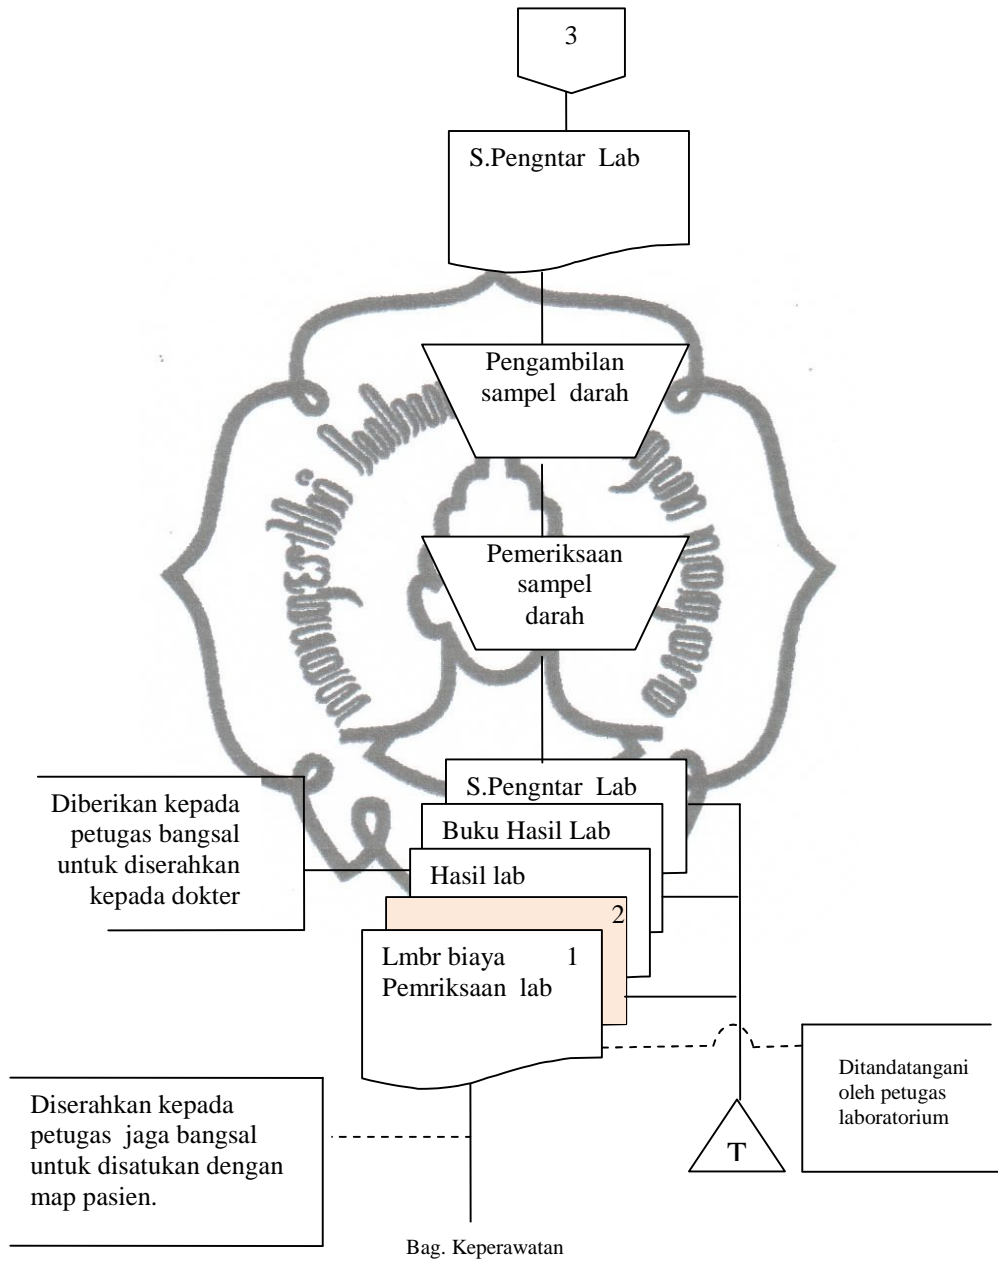 3
S.Pengntar Lab
Pengambilan
sampel darah
Pemeriksaan
sampel
darah
S.Pengntar Lab
Buku Hasil Lab
Hasil lab
2
Lmbr biaya 1
Pemriksaan lab
Diberikan kepada
petugas bangsal
untuk diserahkan
kepada dokter
Ditandatangani
oleh petugas
laboratorium
T
Diserahkan kepada
petugas jaga bangsal
untuk disatukan dengan
map pasien.
Bag. Keperawatan